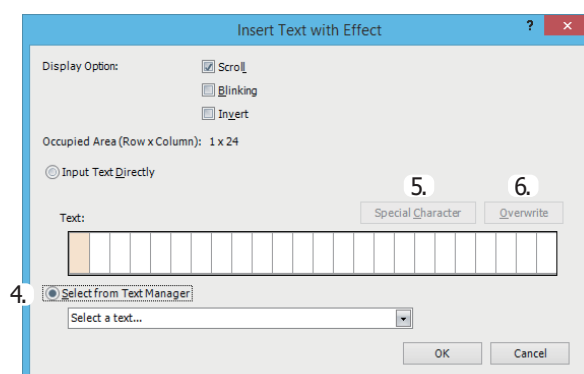 Insert Text with Effect ? ×
Display Option: Scroll
Blinking
Invert
Occupied Area (Row x Column): 1 x 24
Input Text Directly
5. 6.
Text: Special Character Overwrite
4. Select from Text Manager
Select a text...
OK Cancel